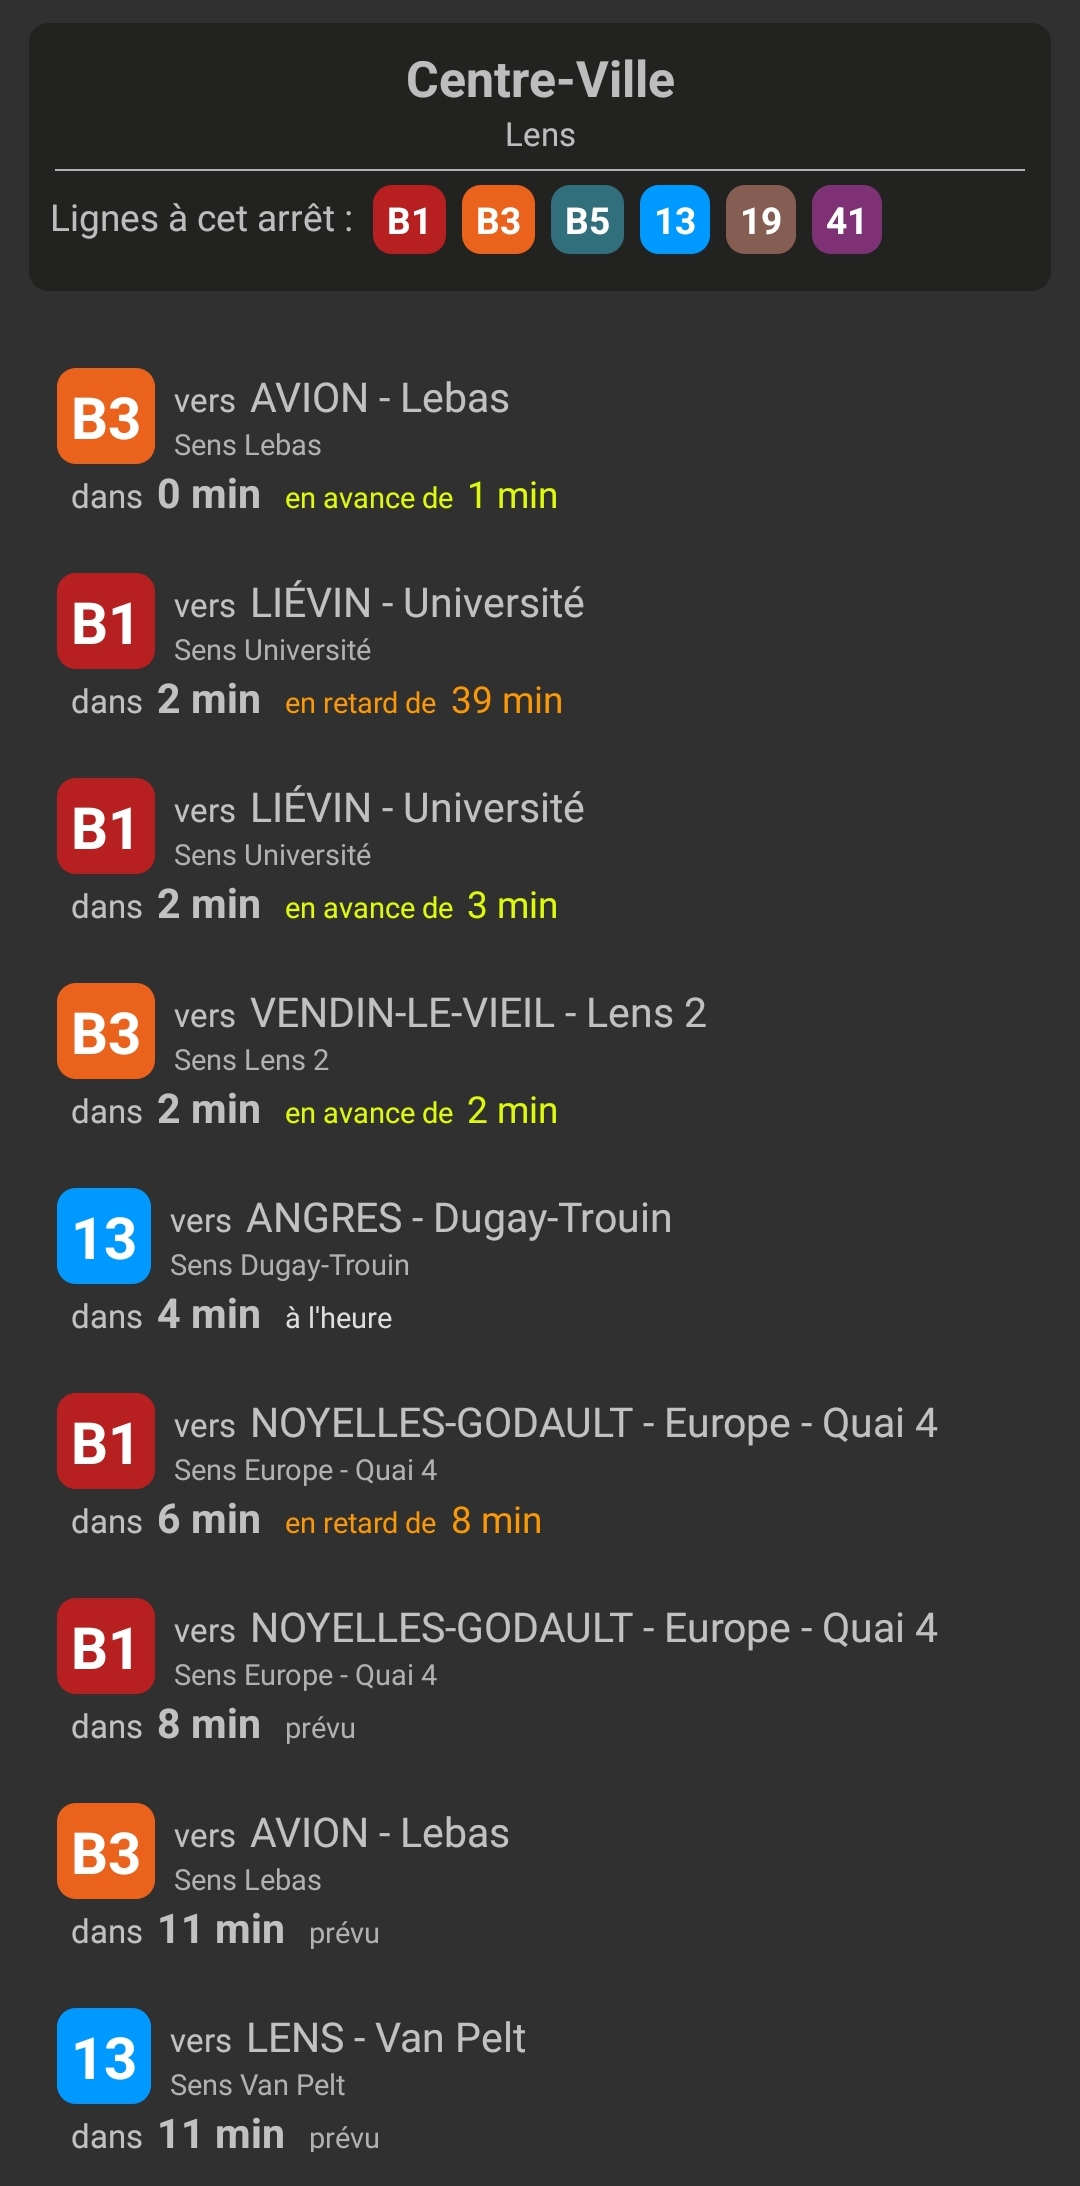 Centre-Ville
Lens
Lignes à cet arrêt : B1 B3 B5 13 19 41
B3 vers AVION - Lebas
Sens Lebas
dans 0 min en avance de 1 min
B1 vers LIÉVIN - Université
Sens Université
dans 2 min en retard de 39 min
B1 vers LIÉVIN - Université
Sens Université
dans 2 min en avance de 3 min
B3 vers VENDIN-LE-VIEIL - Lens 2
Sens Lens 2
dans 2 min en avance de 2 min
13 vers ANGRES - Dugay-Trouin
Sens Dugay-Trouin
dans 4 min à l'heure
B1 vers NOYELLES-GODAULT - Europe - Quai 4
Sens Europe - Quai 4
dans 6 min en retard de 8 min
B1 vers NOYELLES-GODAULT - Europe - Quai 4
Sens Europe - Quai 4
dans 8 min prévu
B3 vers AVION - Lebas
Sens Lebas
dans 11 min prévu
13 vers LENS - Van Pelt
Sens Van Pelt
dans 11 min prévu